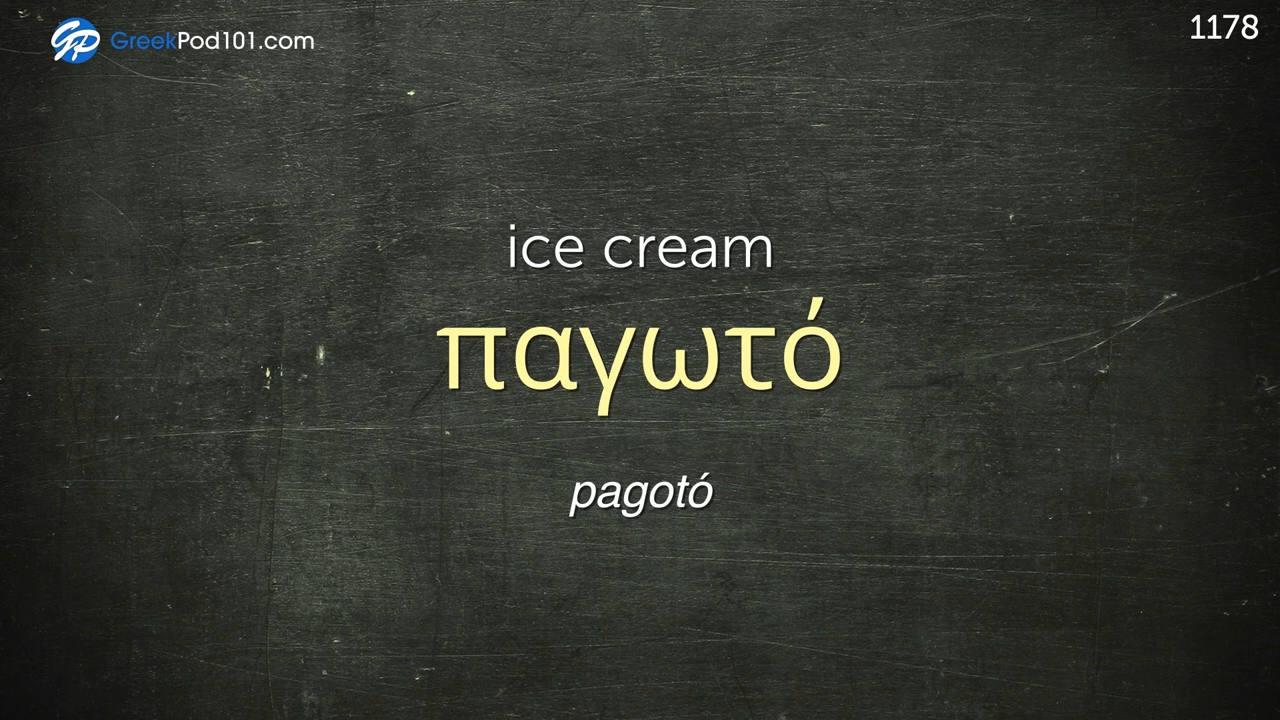 GreekPod101.com
1178
ice cream
παγωτό
pagotó